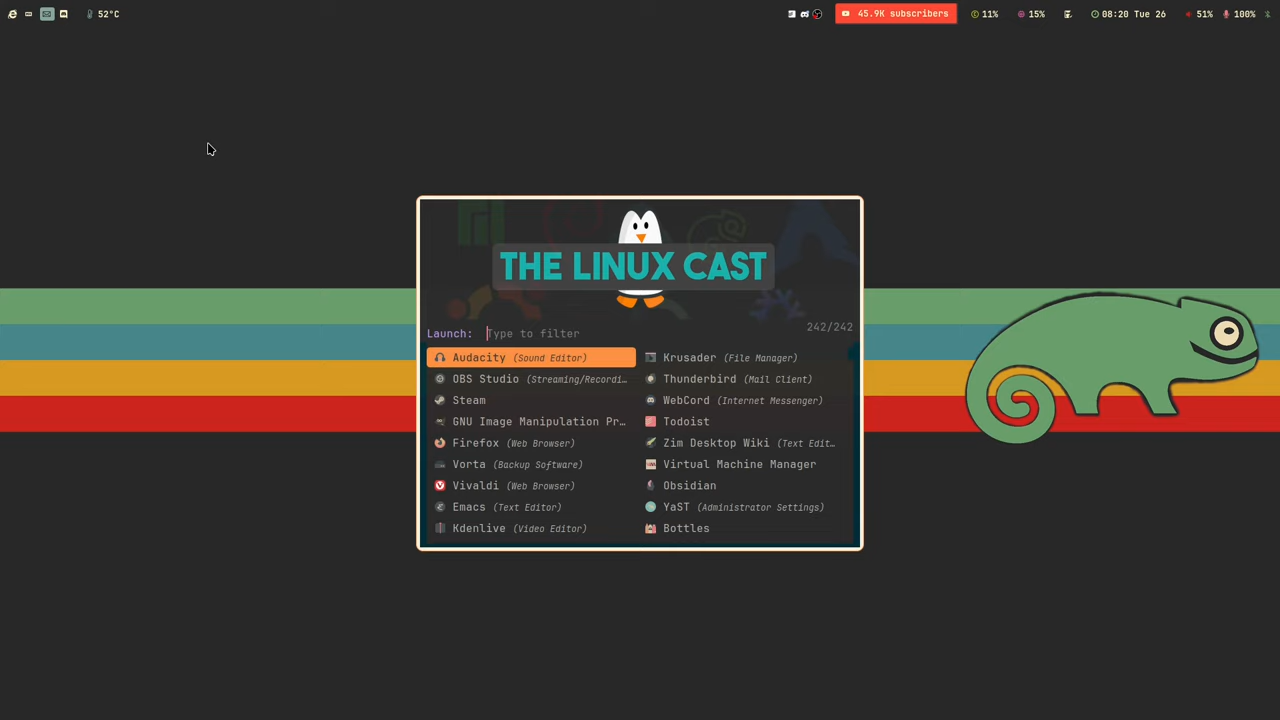 52°C
45.9K subscribers
11%
15%
08:20 Tue 26
51%
100%
THE LINUX CAST
Launch: Type to filter
242/242
Audacity (Sound Editor)
OBS Studio (Streaming/Recordi…
Steam
GNU Image Manipulation Pr…
Firefox (Web Browser)
Vorta (Backup Software)
Vivaldi (Web Browser)
Emacs (Text Editor)
Kdenlive (Video Editor)
Krusader (File Manager)
Thunderbird (Mail Client)
WebCord (Internet Messenger)
Todoist
Zim Desktop Wiki (Text Edit…
Virtual Machine Manager
Obsidian
YaST (Administrator Settings)
Bottles